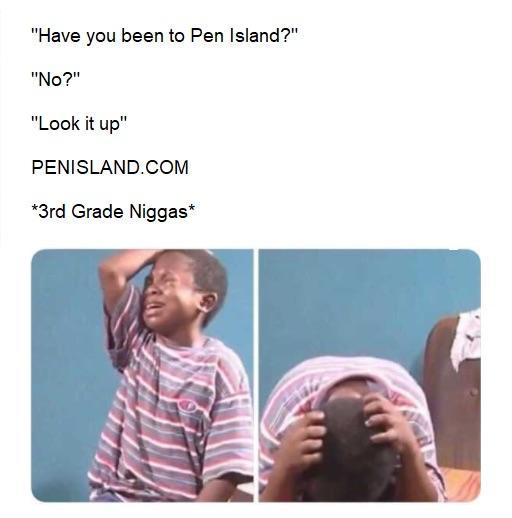 "Have you been to Pen Island?"
"No?"
"Look it up"
PENISLAND.COM
*3rd Grade Niggas*